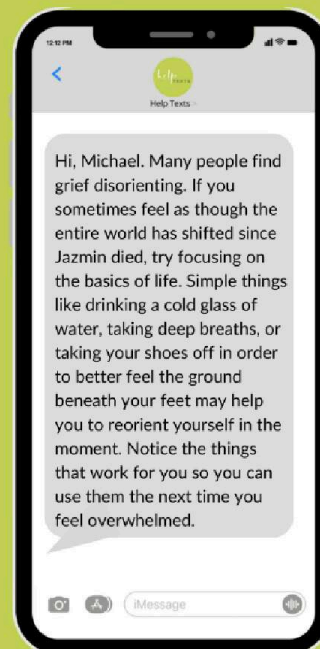 12:12 PM
help
texts
Help Texts
Hi, Michael. Many people find
grief disorienting. If you
sometimes feel as though the
entire world has shifted since
Jazmin died, try focusing on
the basics of life. Simple things
like drinking a cold glass of
water, taking deep breaths, or
taking your shoes off in order
to better feel the ground
beneath your feet may help
you to reorient yourself in the
moment. Notice the things
that work for you so you can
use them the next time you
feel overwhelmed.
iMessage